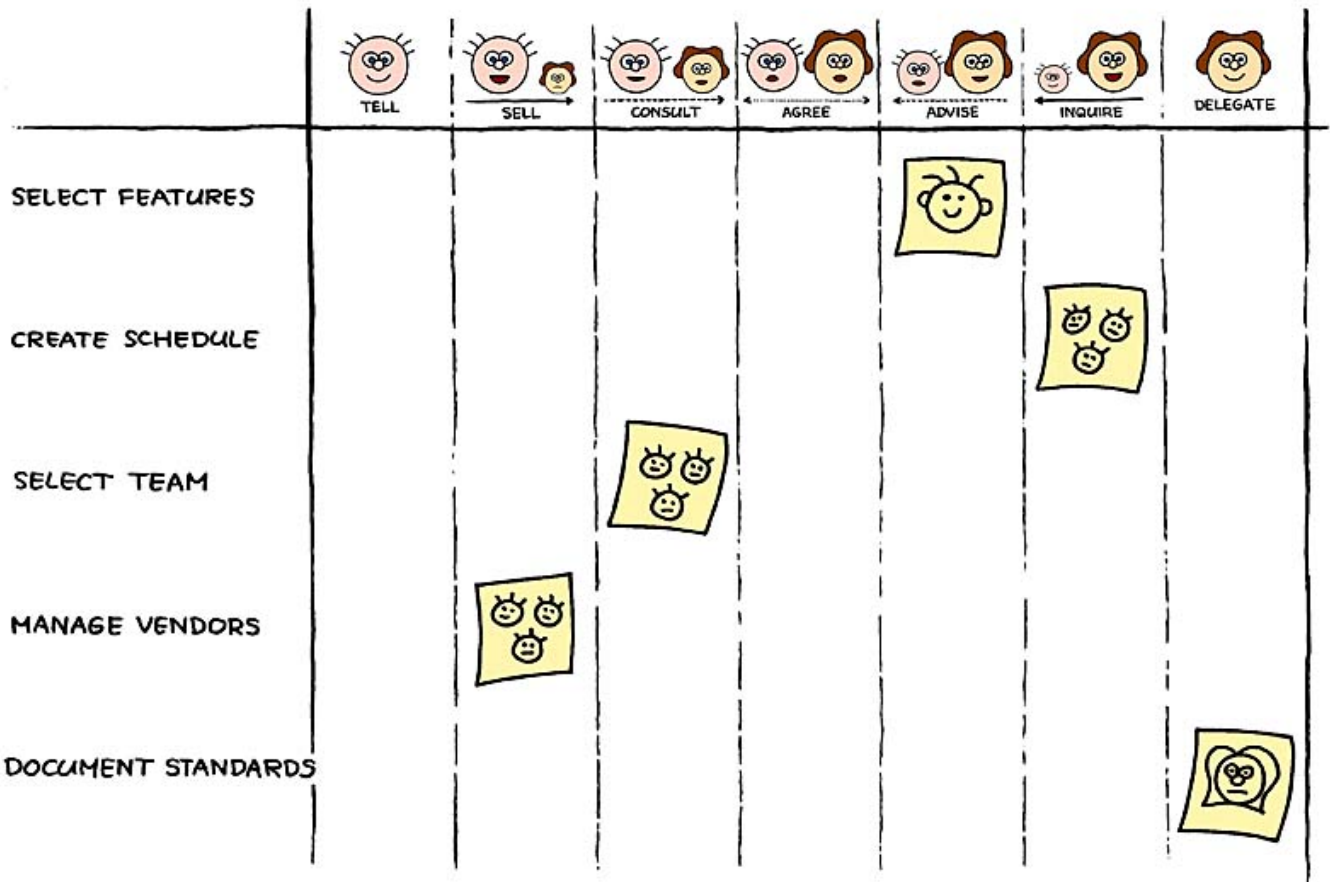 TELL
SELL
CONSULT
AGREE
ADVISE
INQUIRE
DELEGATE
SELECT FEATURES
CREATE SCHEDULE
SELECT TEAM
MANAGE VENDORS
DOCUMENT STANDARDS